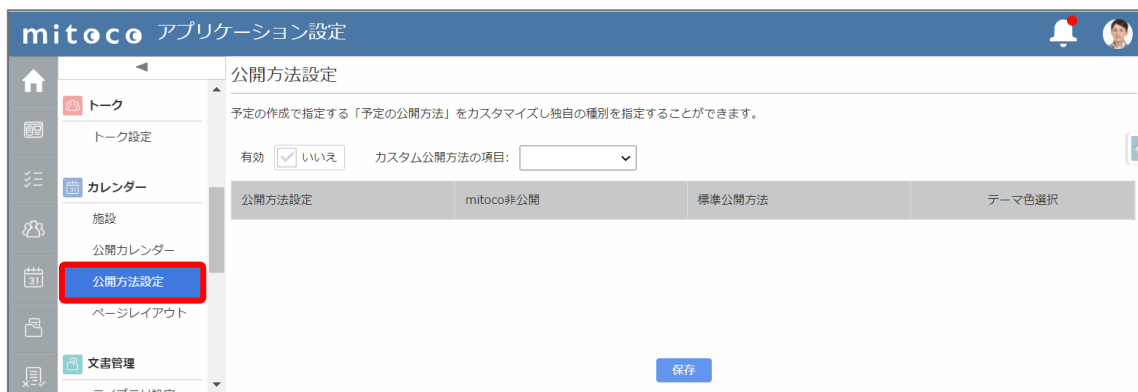 mitoco アプリケーション設定
公開方法設定
トーク
予定の作成で指定する「予定の公開方法」をカスタマイズし独自の種別を指定することができます。
トーク設定
有効 いいえ カスタム公開方法の項目:
カレンダー
公開方法設定 mitoco非公開 標準公開方法 テーマ色選択
施設
公開カレンダー
31
公開方法設定
ページレイアウト
文書管理
保存